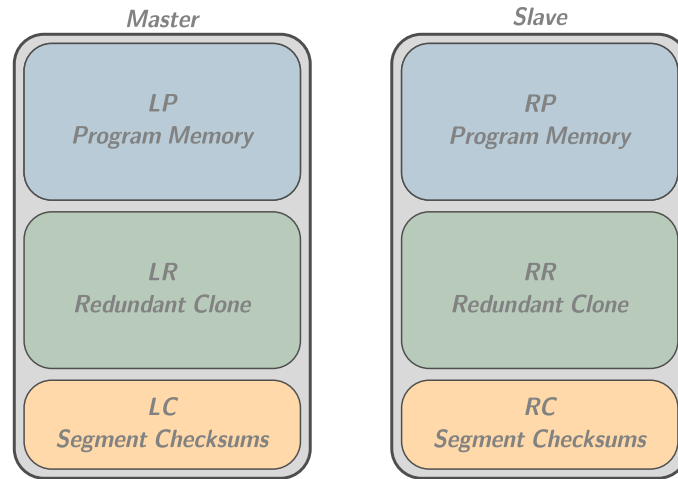 Master
LP
Program Memory
LR
Redundant Clone
LC
Segment Checksums
Slave
RP
Program Memory
RR
Redundant Clone
RC
Segment Checksums